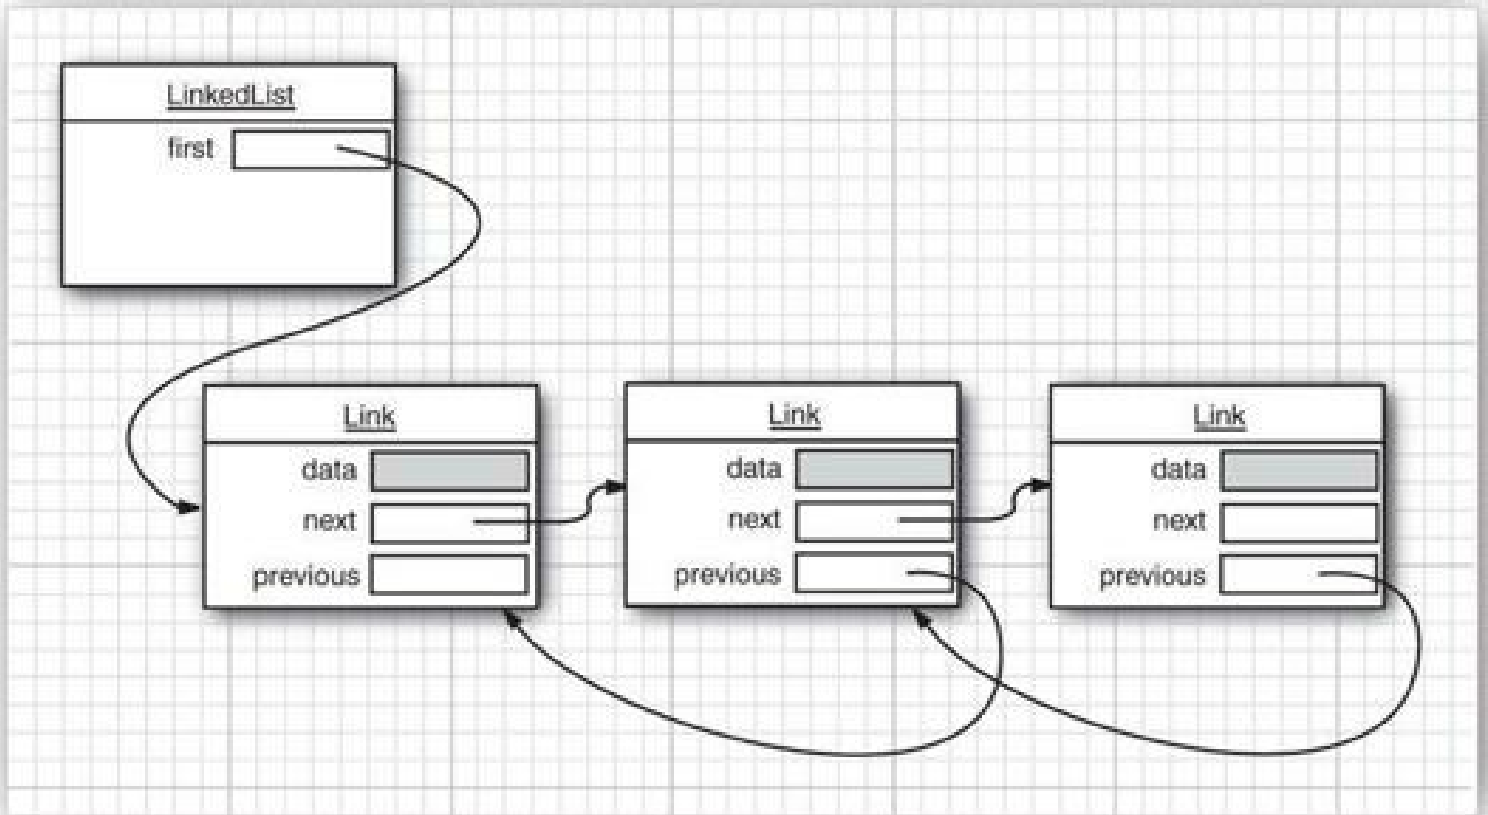 LinkedList
first
Link
data
next
previous
Link
data
next
previous
Link
data
next
previous